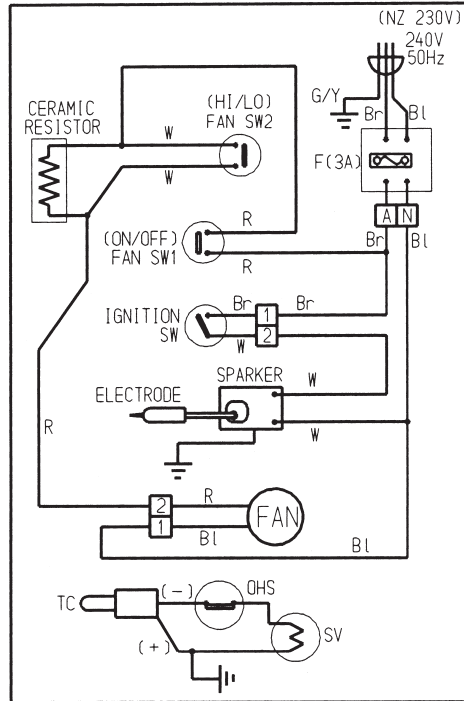 (NZ 230V)
240V
50Hz
G/Y
Br
Bl
CERAMIC
RESISTOR
(HI/LO)
FAN SW2
W
W
F(3A)
A N
R
(ON/OFF)
FAN SW1
Br
Bl
R
IGNITION
SW
Br
1
Br
W
2
SPARKER
W
ELECTRODE
R
W
2
R
FAN
1
Bl
Bl
TC
(-)
OHS
(+)
SV